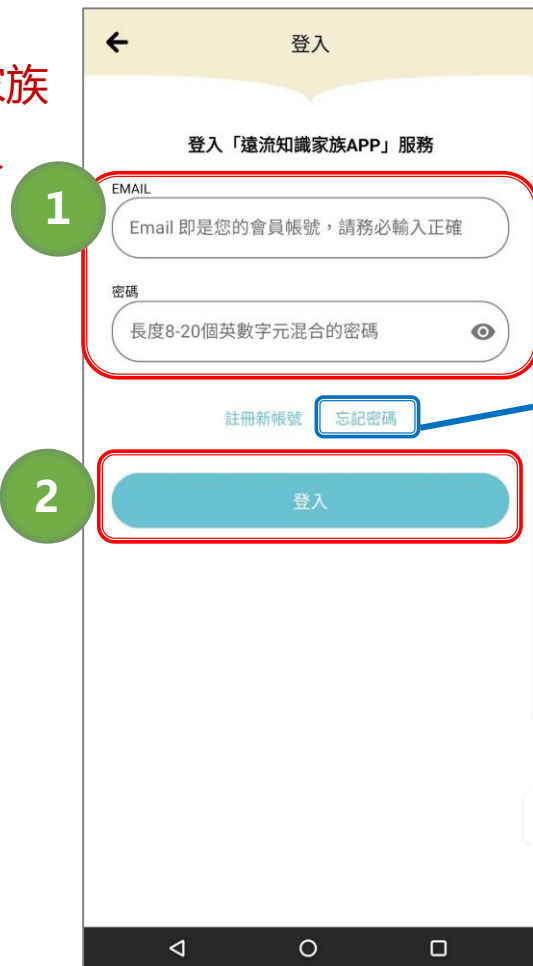 登入
家族
登入「遠流知識家族APP」服務
1
EMAIL
Email 即是您的會員帳號，請務必輸入正確
密碼
長度8-20個英數字元混合的密碼
註冊新帳號 忘記密碼
2
登入